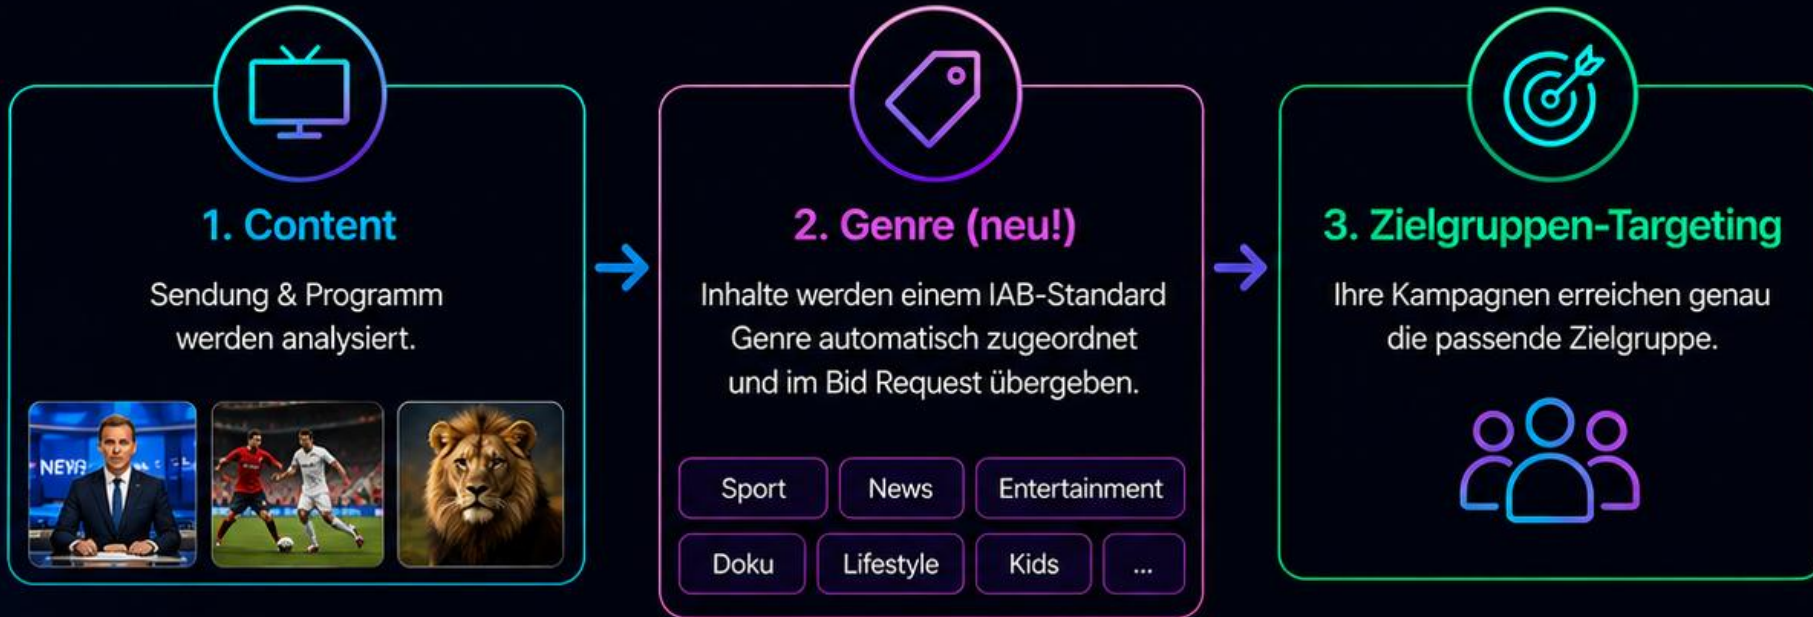 1. Content
Sendung & Programm
werden analysiert.
2. Genre (neu!)
Inhalte werden einem IAB-Standard
Genre automatisch zugeordnet
und im Bid Request übergeben.
Sport
News
Entertainment
Doku
Lifestyle
Kids
...
3. Zielgruppen-Targeting
Ihre Kampagnen erreichen genau
die passende Zielgruppe.